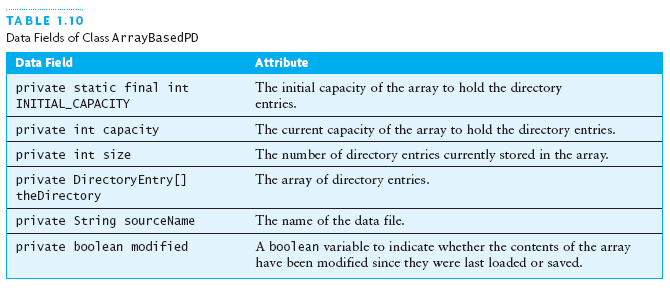 TABLE 1.10
Data Fields of Class ArrayBasedPD
Data Field Attribute
private static final int The initial capacity of the array to hold the directory
INITIAL_CAPACITY entries.
private int capacity The current capacity of the array to hold the directory entries.
private int size The number of directory entries currently stored in the array.
private DirectoryEntry[] The array of directory entries.
theDirectory
private String sourceName The name of the data file.
private boolean modified A boolean variable to indicate whether the contents of the array
have been modified since they were last loaded or saved.